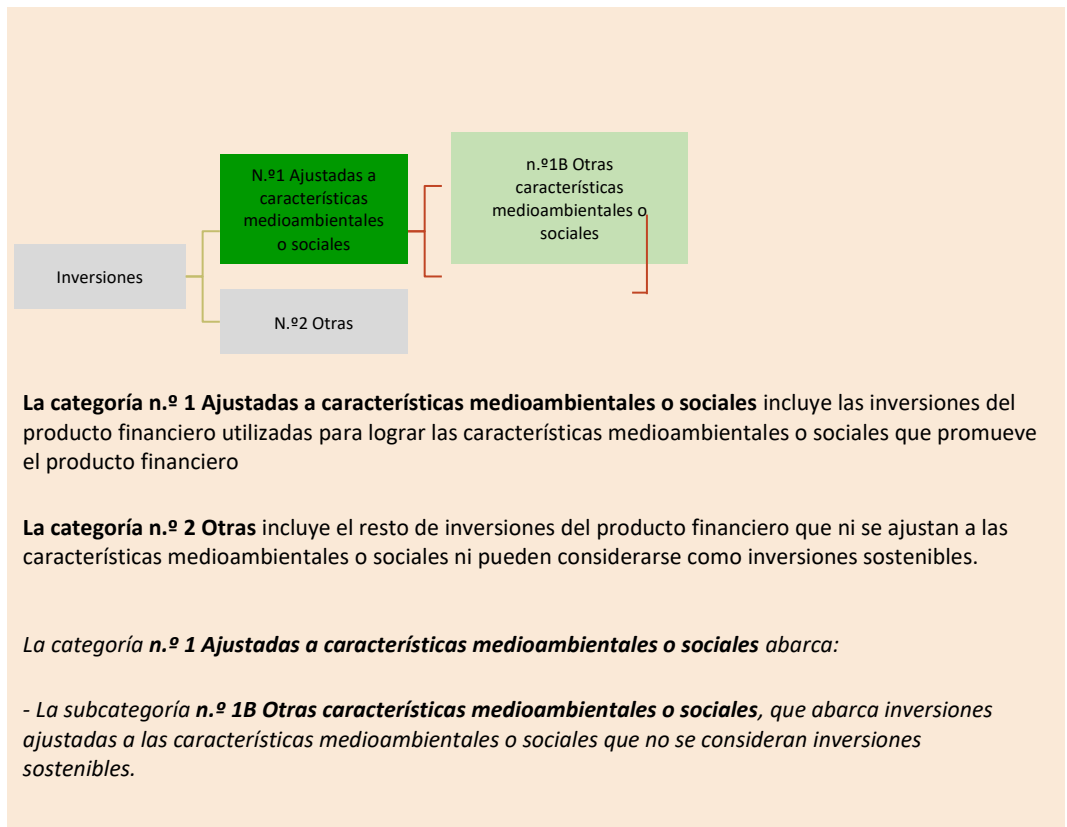 N.º1 Ajustadas a
características
medioambientales
o sociales
n.º1B Otras
características
medioambientales o
sociales
Inversiones
N.º2 Otras
La categoría n.º 1 Ajustadas a características medioambientales o sociales incluye las inversiones del
producto financiero utilizadas para lograr las características medioambientales o sociales que promueve
el producto financiero
La categoría n.º 2 Otras incluye el resto de inversiones del producto financiero que ni se ajustan a las
características medioambientales o sociales ni pueden considerarse como inversiones sostenibles.
La categoría n.º 1 Ajustadas a características medioambientales o sociales abarca:
- La subcategoría n.º 1B Otras características medioambientales o sociales, que abarca inversiones
ajustadas a las características medioambientales o sociales que no se consideran inversiones
sostenibles.